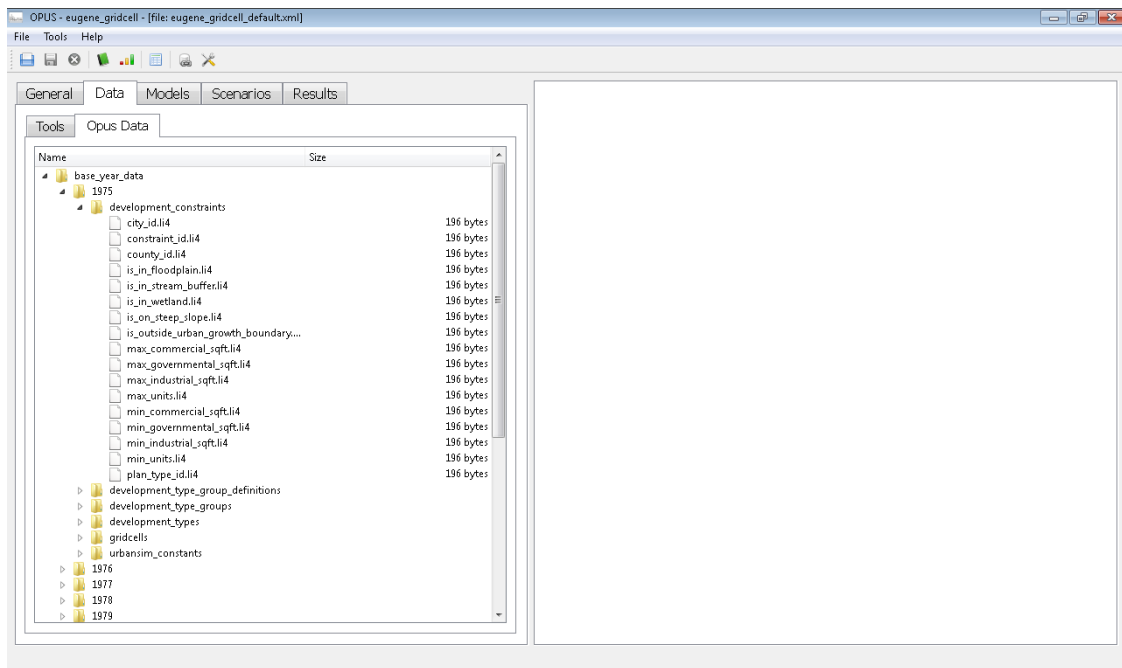 OPUS - eugene_gridcell - [file: eugene_gridcell_default.xml]
File Tools Help
General Data Models Scenarios Results
Tools Opus Data
Name Size
base_year_data
1975
development_constraints
city_id.li4 196 bytes
constraint_id.li4 196 bytes
county_id.li4 196 bytes
is_in_floodplain.li4 196 bytes
is_in_stream_buffer.li4 196 bytes
is_in_wetland.li4 196 bytes
is_on_steep_slope.li4 196 bytes
is_outside_urban_growth_boundary.... 196 bytes
max_commercial_sqft.li4 196 bytes
max_governmental_sqft.li4 196 bytes
max_industrial_sqft.li4 196 bytes
max_units.li4 196 bytes
min_commercial_sqft.li4 196 bytes
min_governmental_sqft.li4 196 bytes
min_industrial_sqft.li4 196 bytes
min_units.li4 196 bytes
plan_type_id.li4 196 bytes
development_type_group_definitions
development_type_groups
development_types
gridcells
urbansim_constants
1976
1977
1978
1979